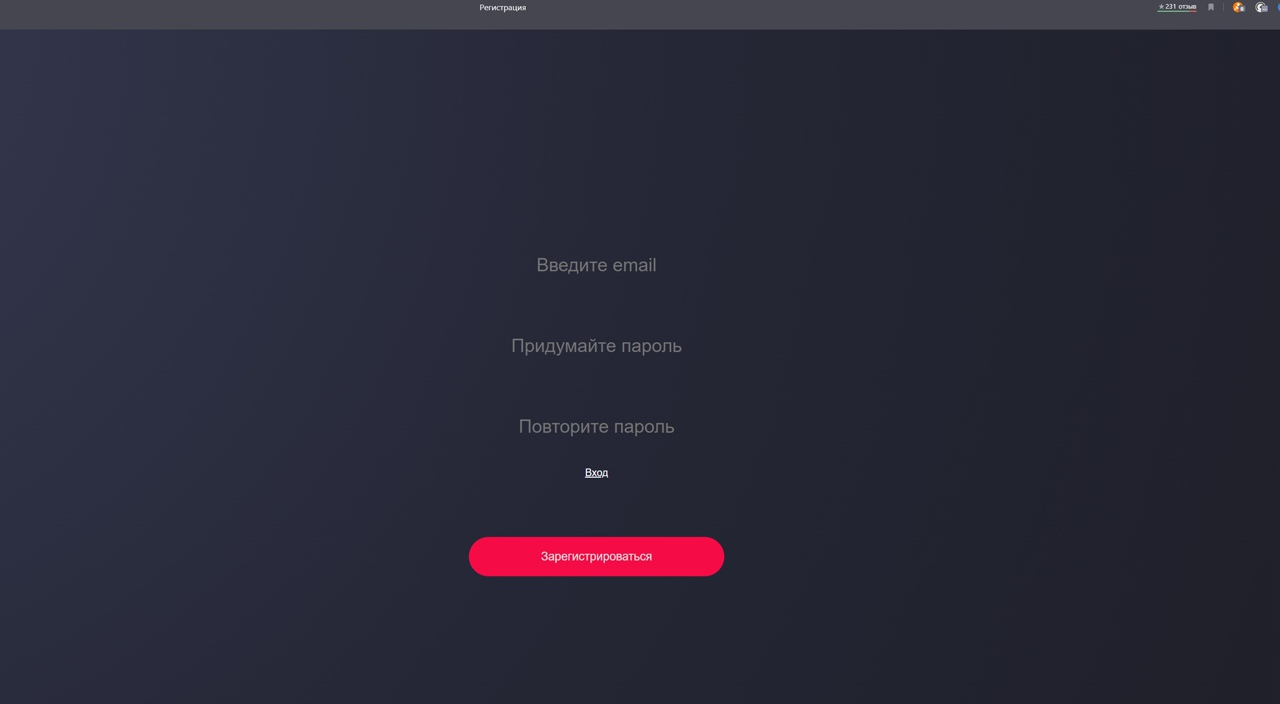 Регистрация
★ 231 отзыв
Введите email
Придумайте пароль
Повторите пароль
Вход
Зарегистрироваться